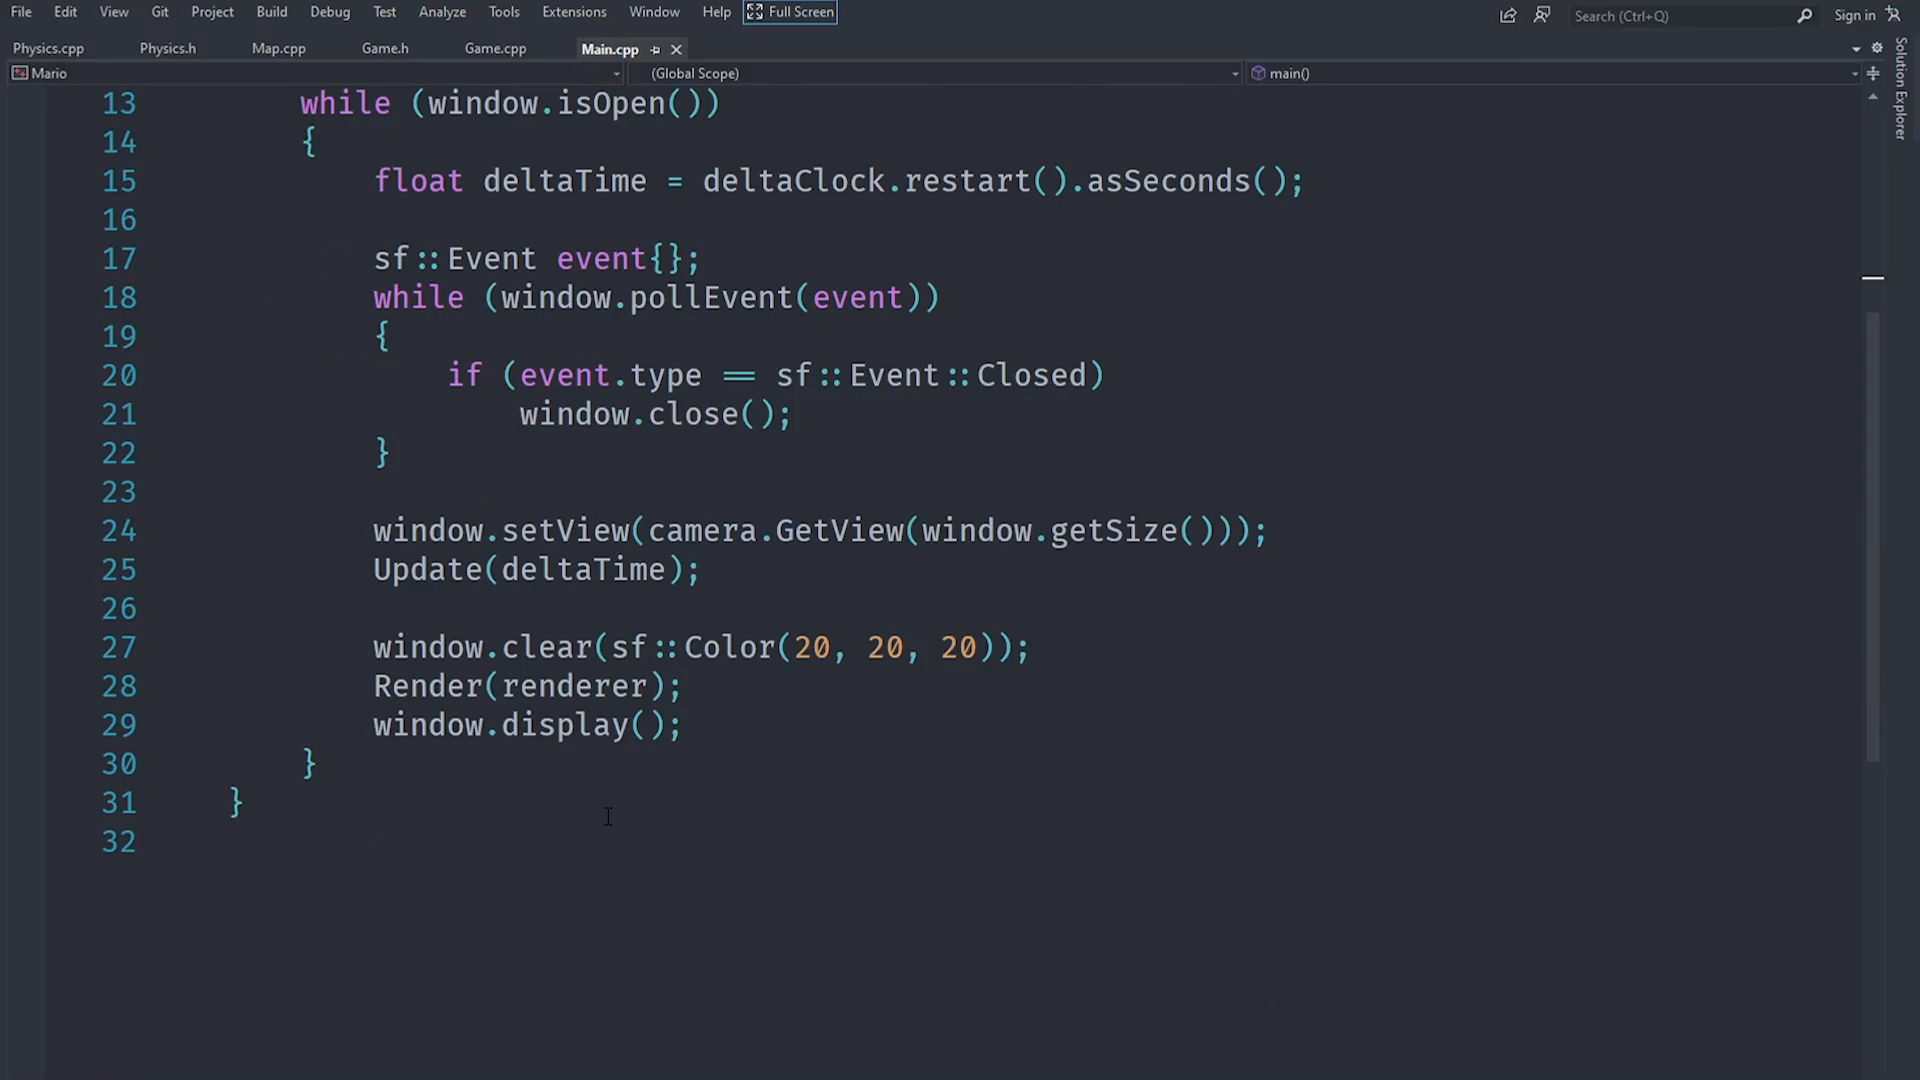 File Edit View Git Project Build Debug Test Analyze Tools Extensions Window Help Full Screen Search (Ctrl+Q) Sign in
Physics.cpp Physics.h Map.cpp Game.h Game.cpp Main.cpp
Mario (Global Scope) main()
Solution Explorer
13 while (window.isOpen())
14 {
15 float deltaTime = deltaClock.restart().asSeconds();
16
17 sf::Event event{};
18 while (window.pollEvent(event))
19 {
20 if (event.type == sf::Event::Closed)
21 window.close();
22 }
23
24 window.setView(camera.GetView(window.getSize()));
25 Update(deltaTime);
26
27 window.clear(sf::Color(20, 20, 20));
28 Render(renderer);
29 window.display();
30 }
31 }
32